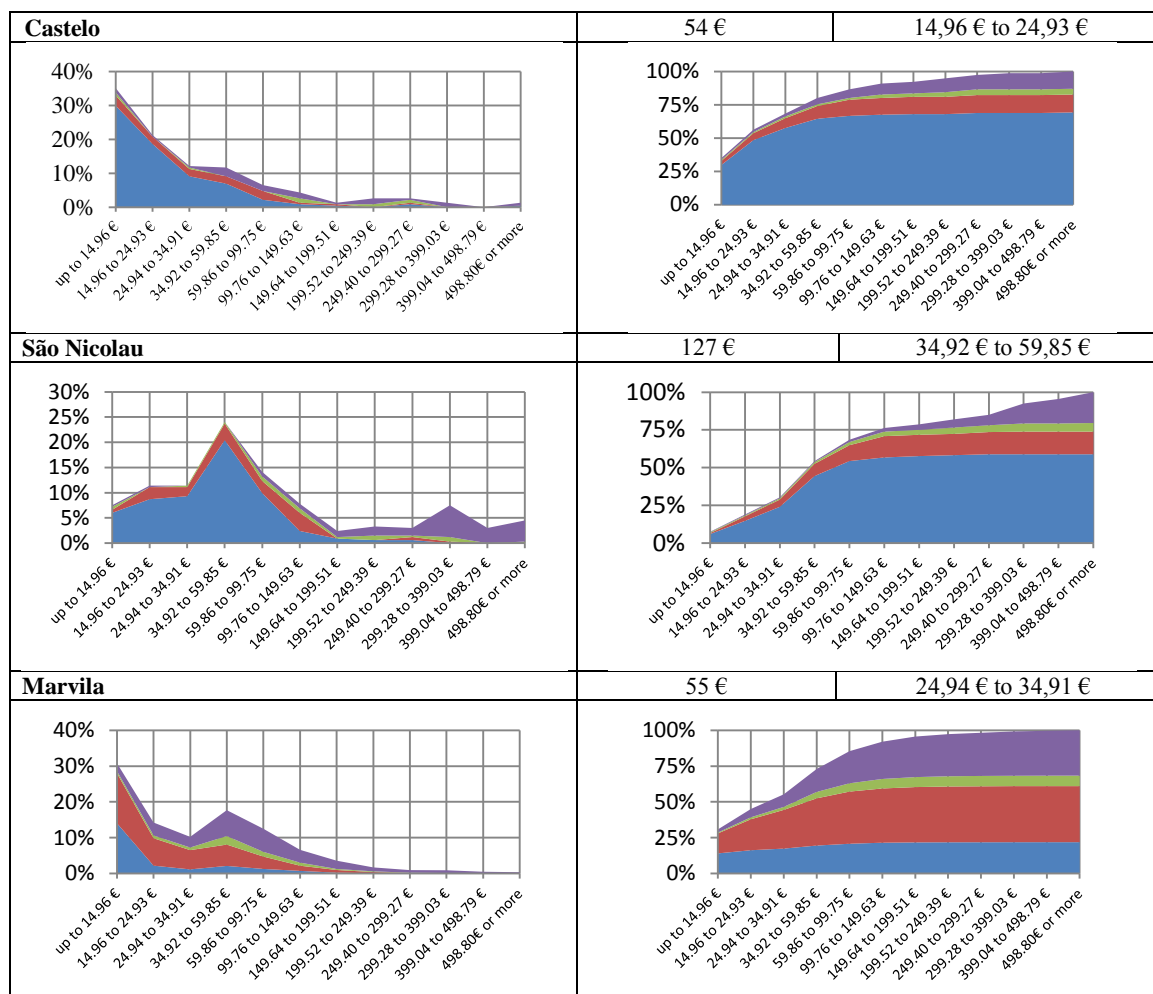 Castelo 54 € 14,96 € to 24,93 €
40%
30%
20%
10%
0%
up to 14.96 €
14.96 to 24.93 €
24.94 to 34.91 €
34.92 to 59.85 €
59.86 to 99.75 €
99.76 to 149.63 €
149.64 to 199.51 €
199.52 to 249.39 €
249.40 to 299.27 €
299.28 to 399.03 €
399.04 to 498.79 €
498.80€ or more
100%
75%
50%
25%
0%
up to 14.96 €
14.96 to 24.93 €
24.94 to 34.91 €
34.92 to 59.85 €
59.86 to 99.75 €
99.76 to 149.63 €
149.64 to 199.51 €
199.52 to 249.39 €
249.40 to 299.27 €
299.28 to 399.03 €
399.04 to 498.79 €
498.80€ or more
São Nicolau 127 € 34,92 € to 59,85 €
30%
25%
20%
15%
10%
5%
0%
up to 14.96 €
14.96 to 24.93 €
24.94 to 34.91 €
34.92 to 59.85 €
59.86 to 99.75 €
99.76 to 149.63 €
149.64 to 199.51 €
199.52 to 249.39 €
249.40 to 299.27 €
299.28 to 399.03 €
399.04 to 498.79 €
498.80€ or more
100%
75%
50%
25%
0%
up to 14.96 €
14.96 to 24.93 €
24.94 to 34.91 €
34.92 to 59.85 €
59.86 to 99.75 €
99.76 to 149.63 €
149.64 to 199.51 €
199.52 to 249.39 €
249.40 to 299.27 €
299.28 to 399.03 €
399.04 to 498.79 €
498.80€ or more
Marvila 55 € 24,94 € to 34,91 €
40%
30%
20%
10%
0%
up to 14.96 €
14.96 to 24.93 €
24.94 to 34.91 €
34.92 to 59.85 €
59.86 to 99.75 €
99.76 to 149.63 €
149.64 to 199.51 €
199.52 to 249.39 €
249.40 to 299.27 €
299.28 to 399.03 €
399.04 to 498.79 €
498.80€ or more
100%
75%
50%
25%
0%
up to 14.96 €
14.96 to 24.93 €
24.94 to 34.91 €
34.92 to 59.85 €
59.86 to 99.75 €
99.76 to 149.63 €
149.64 to 199.51 €
199.52 to 249.39 €
249.40 to 299.27 €
299.28 to 399.03 €
399.04 to 498.79 €
498.80€ or more